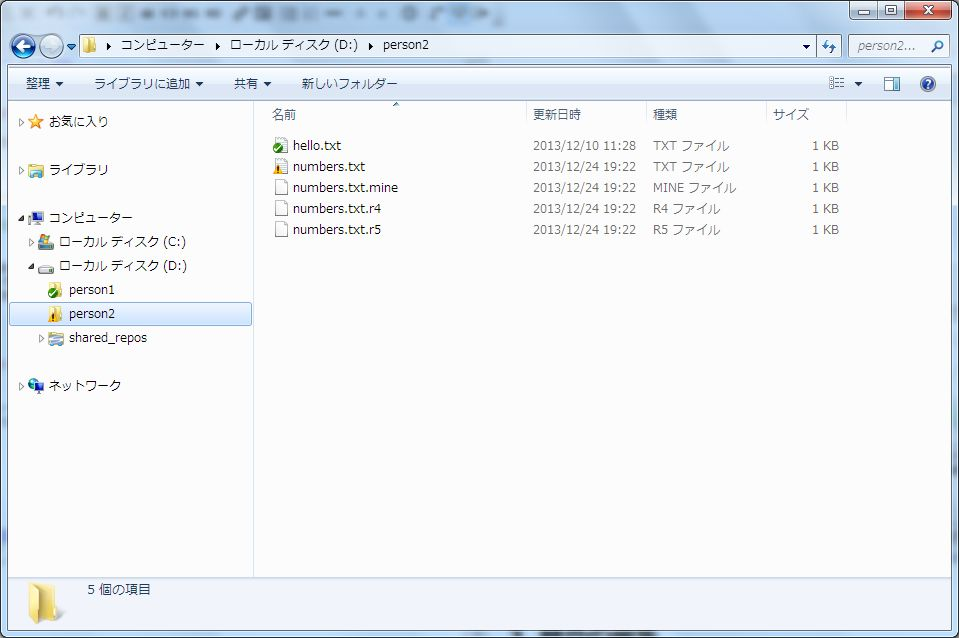 コンピューター ローカル ディスク (D:) person2
person2...
整理 ライブラリに追加 共有 新しいフォルダー
お気に入り
ライブラリ
コンピューター
ローカル ディスク (C:)
ローカル ディスク (D:)
person1
person2
shared_repos
ネットワーク
名前 更新日時 種類 サイズ
hello.txt 2013/12/10 11:28 TXT ファイル 1 KB
numbers.txt 2013/12/24 19:22 TXT ファイル 1 KB
numbers.txt.mine 2013/12/24 19:22 MINE ファイル 1 KB
numbers.txt.r4 2013/12/24 19:22 R4 ファイル 1 KB
numbers.txt.r5 2013/12/24 19:22 R5 ファイル 1 KB
5 個の項目